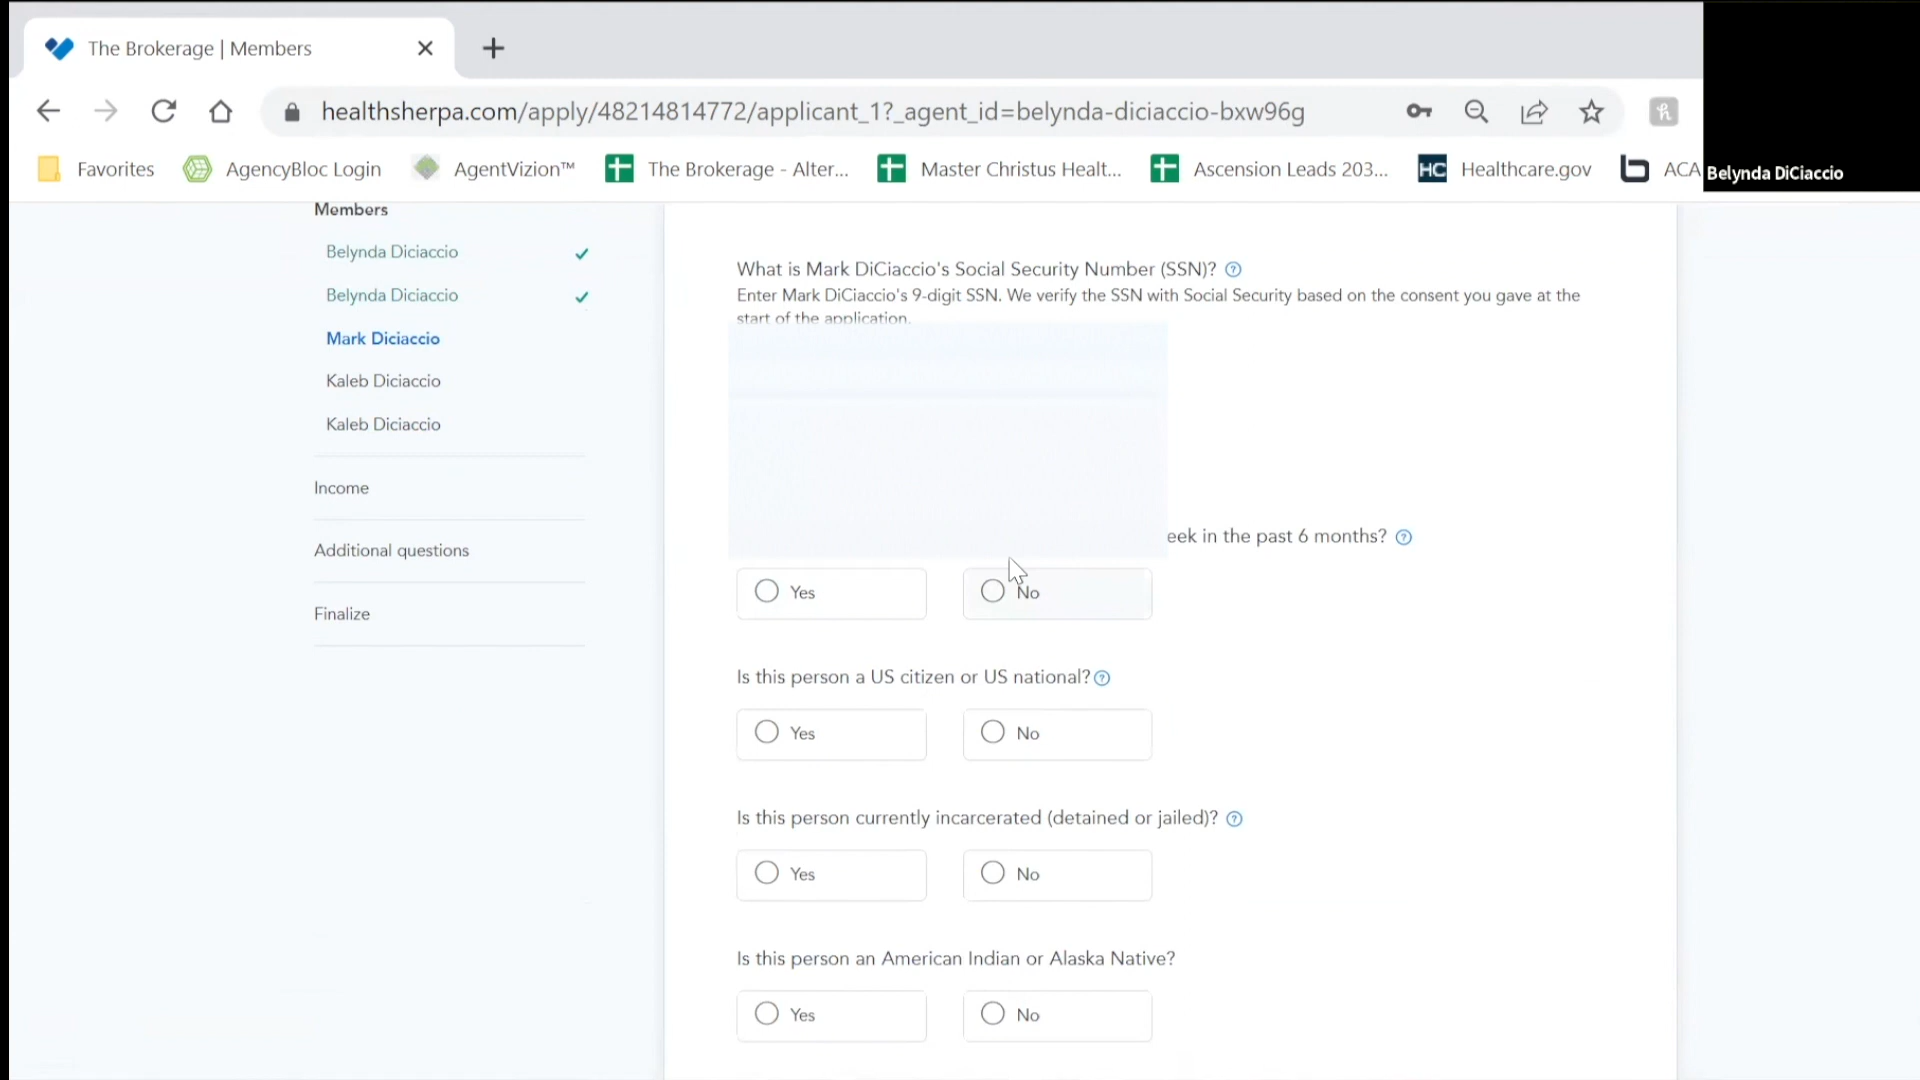 The Brokerage | Members
healthsherpa.com/apply/48214814772/applicant_1?_agent_id=belynda-diciaccio-bxw96g
Favorites
AgencyBloc Login
AgentVizion™
The Brokerage - Alter...
Master Christus Healt...
Ascension Leads 203...
HC Healthcare.gov
ACA
Belynda DiCiaccio
Members
Belynda Diciaccio
Belynda Diciaccio
Mark Diciaccio
Kaleb Diciaccio
Kaleb Diciaccio
Income
Additional questions
Finalize
What is Mark DiCiaccio's Social Security Number (SSN)?
Enter Mark DiCiaccio's 9-digit SSN. We verify the SSN with Social Security based on the consent you gave at the
start of the application.
eek in the past 6 months?
Yes No
Is this person a US citizen or US national?
Yes No
Is this person currently incarcerated (detained or jailed)?
Yes No
Is this person an American Indian or Alaska Native?
Yes No